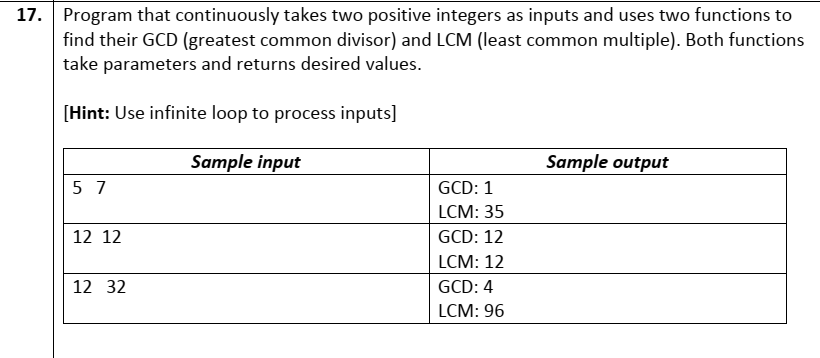 17. Program that continuously takes two positive integers as inputs and uses two functions to
find their GCD (greatest common divisor) and LCM (least common multiple). Both functions
take parameters and returns desired values.
[Hint: Use infinite loop to process inputs]
Sample input Sample output
5 7 GCD: 1
LCM: 35
12 12 GCD: 12
LCM: 12
12 32 GCD: 4
LCM: 96